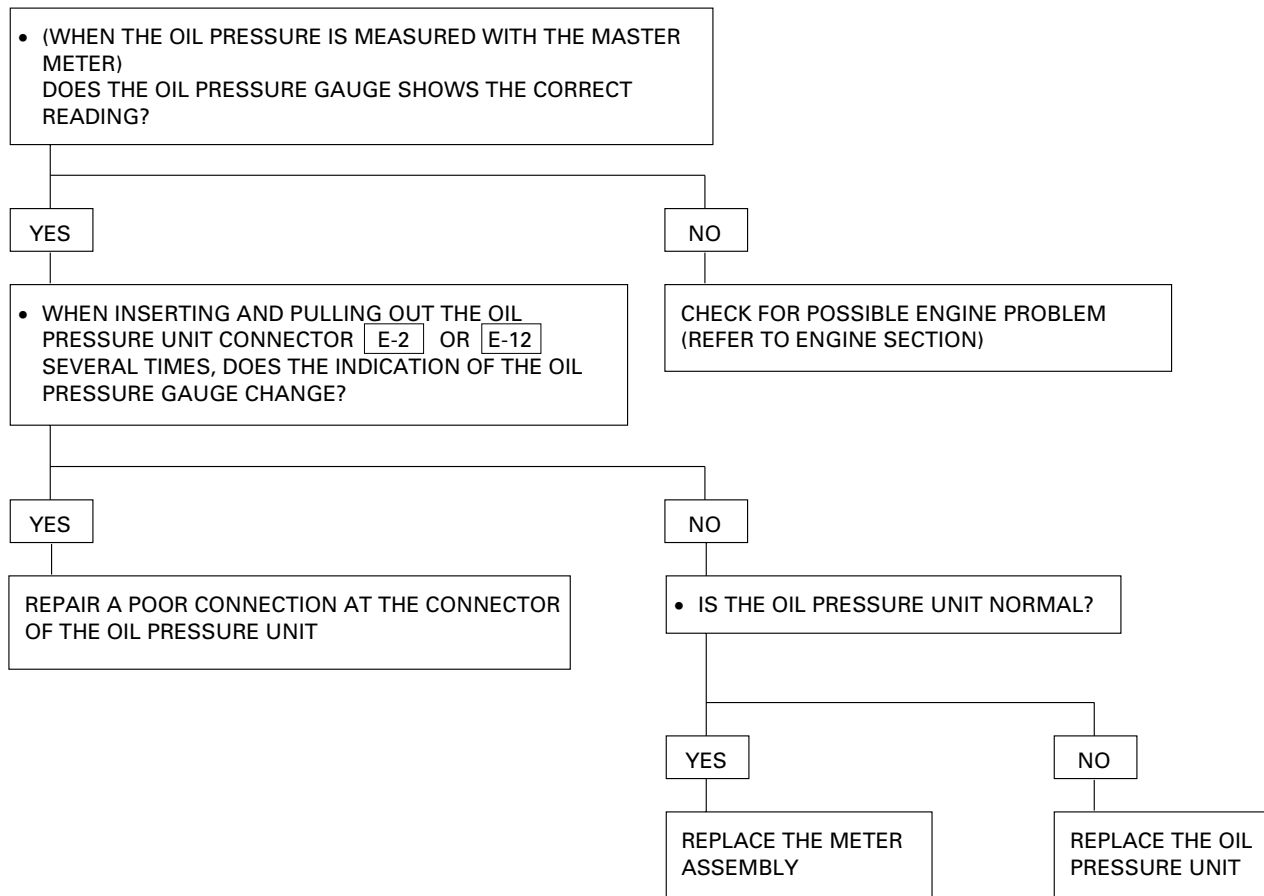 • (WHEN THE OIL PRESSURE IS MEASURED WITH THE MASTER
METER)
DOES THE OIL PRESSURE GAUGE SHOWS THE CORRECT
READING?
YES
NO
• WHEN INSERTING AND PULLING OUT THE OIL
PRESSURE UNIT CONNECTOR E-2 OR E-12
SEVERAL TIMES, DOES THE INDICATION OF THE OIL
PRESSURE GAUGE CHANGE?
CHECK FOR POSSIBLE ENGINE PROBLEM
(REFER TO ENGINE SECTION)
YES
NO
REPAIR A POOR CONNECTION AT THE CONNECTOR
OF THE OIL PRESSURE UNIT
• IS THE OIL PRESSURE UNIT NORMAL?
YES
NO
REPLACE THE METER
ASSEMBLY
REPLACE THE OIL
PRESSURE UNIT